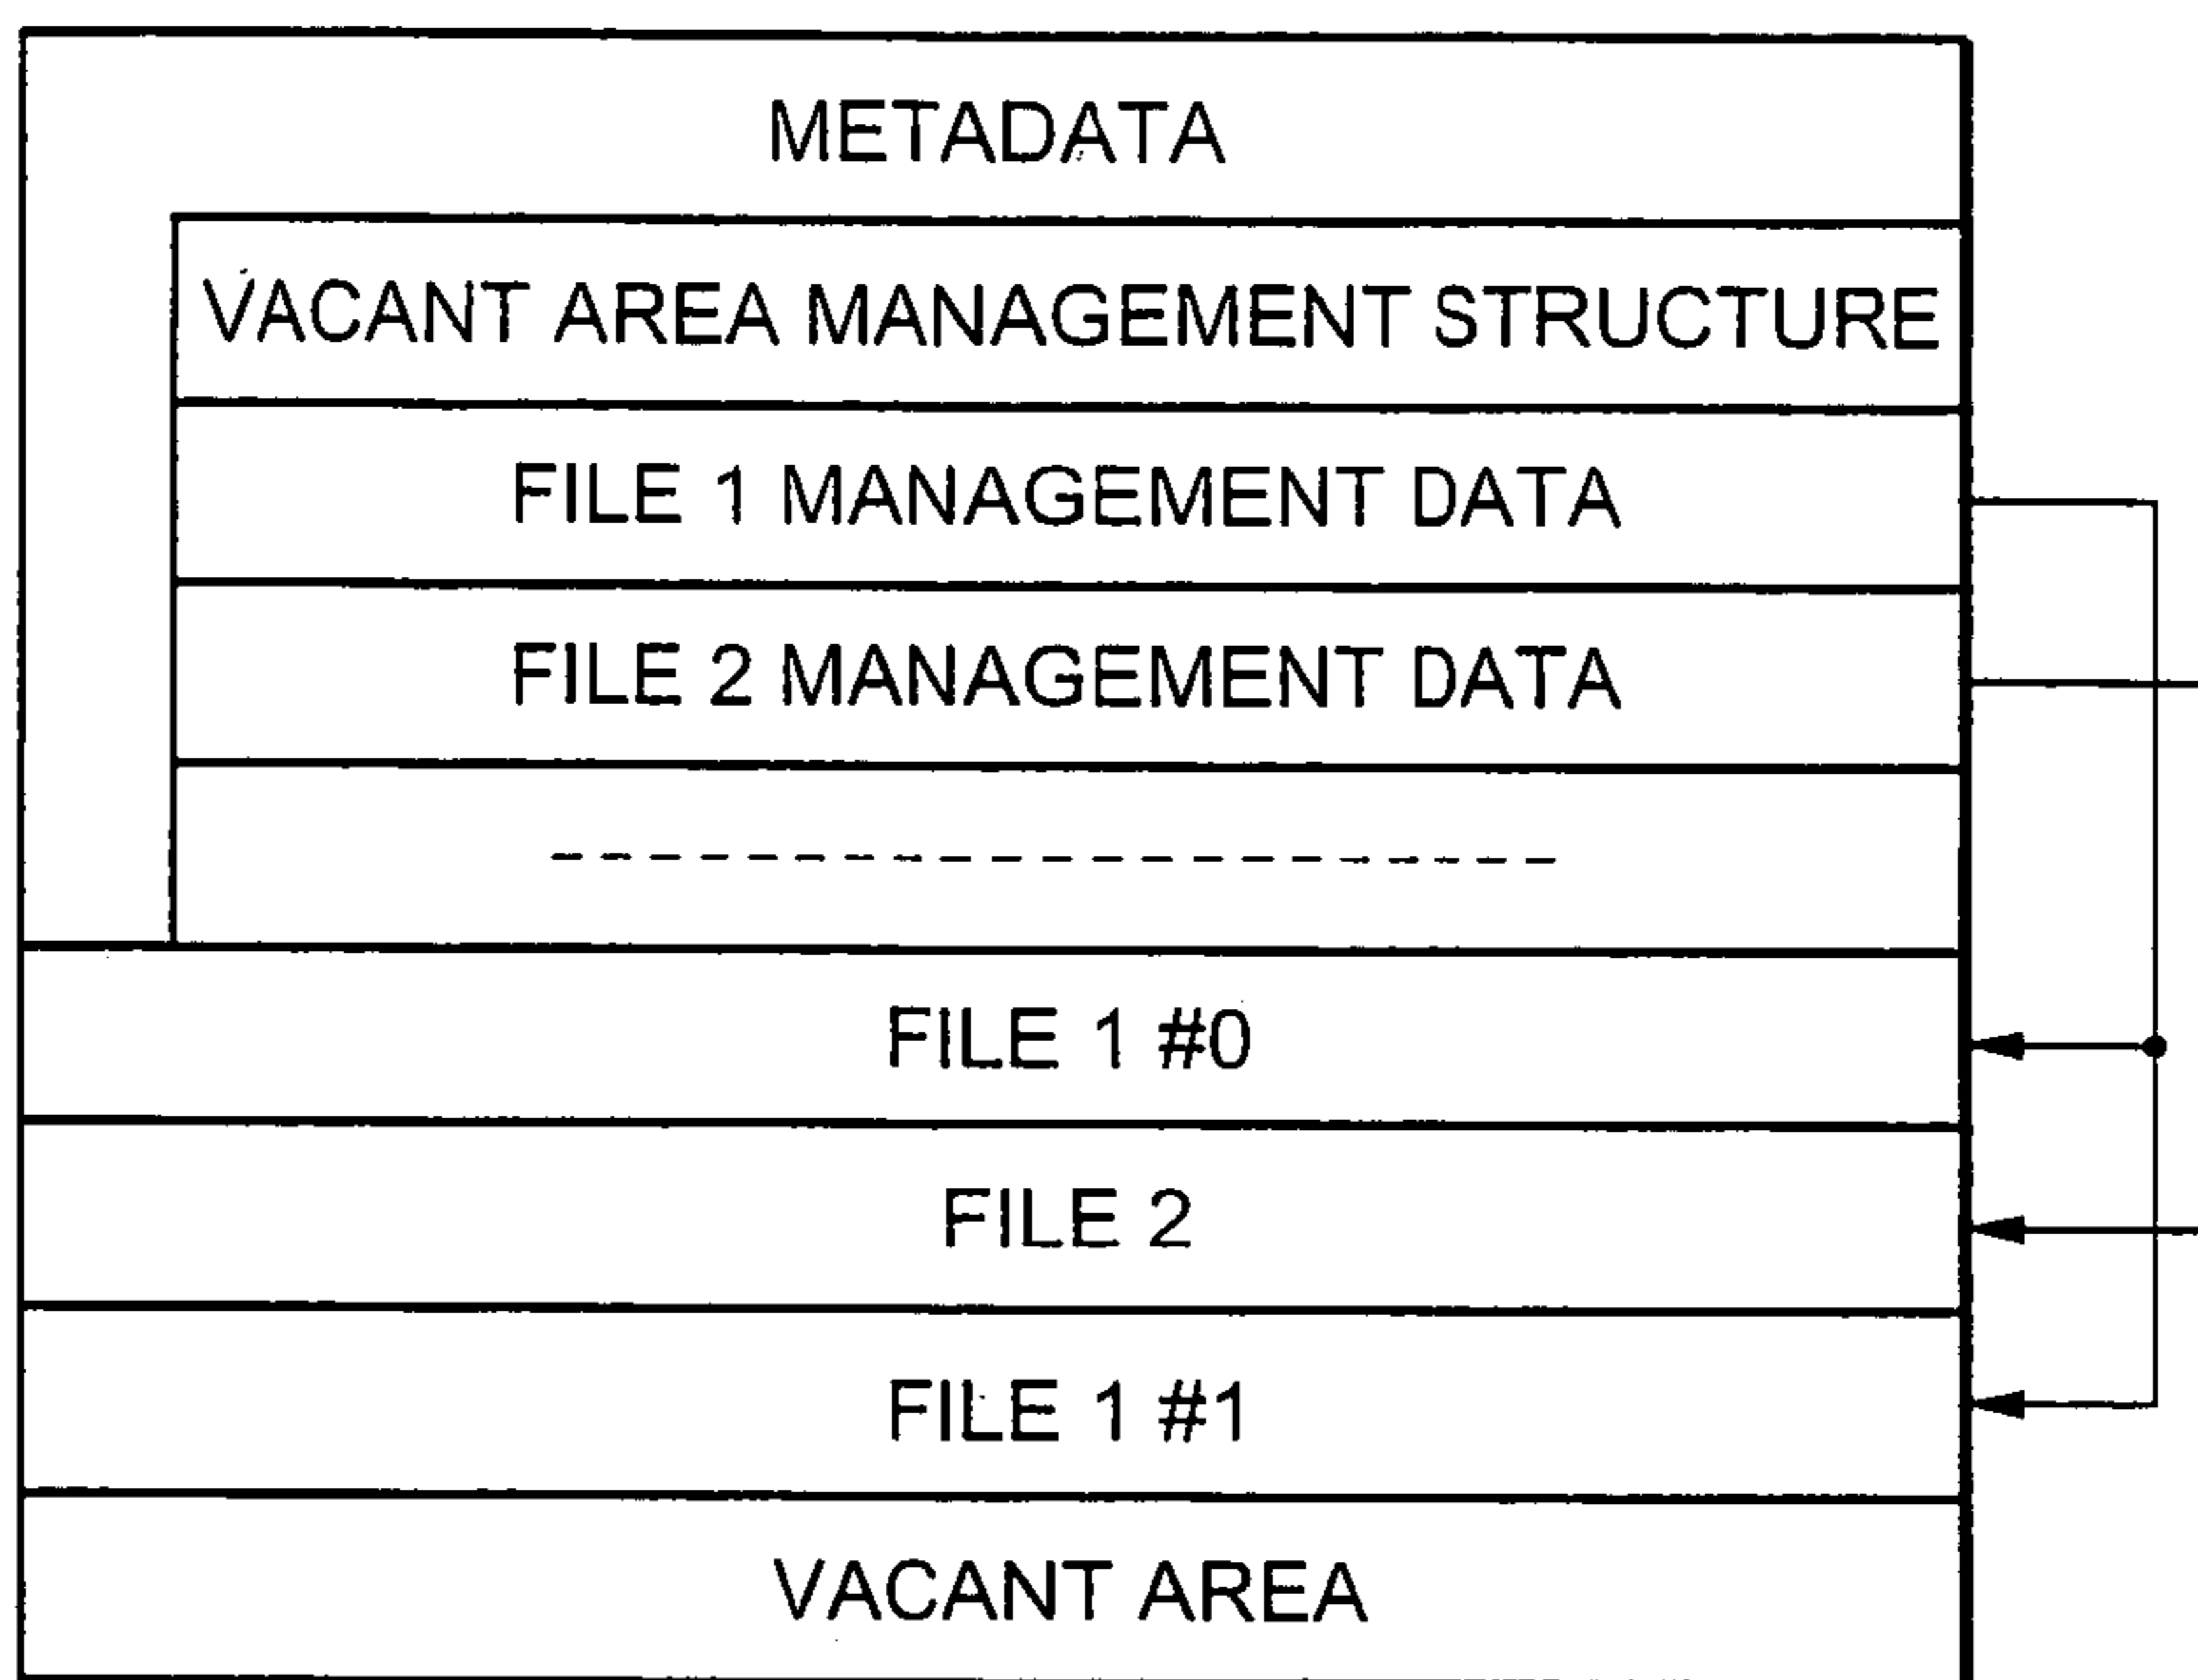 METADATA
VACANT AREA MANAGEMENT STRUCTURE
FILE 1 MANAGEMENT DATA
FILE 2 MANAGEMENT DATA
FILE 1 #0
FILE 2
FILE 1 #1
VACANT AREA